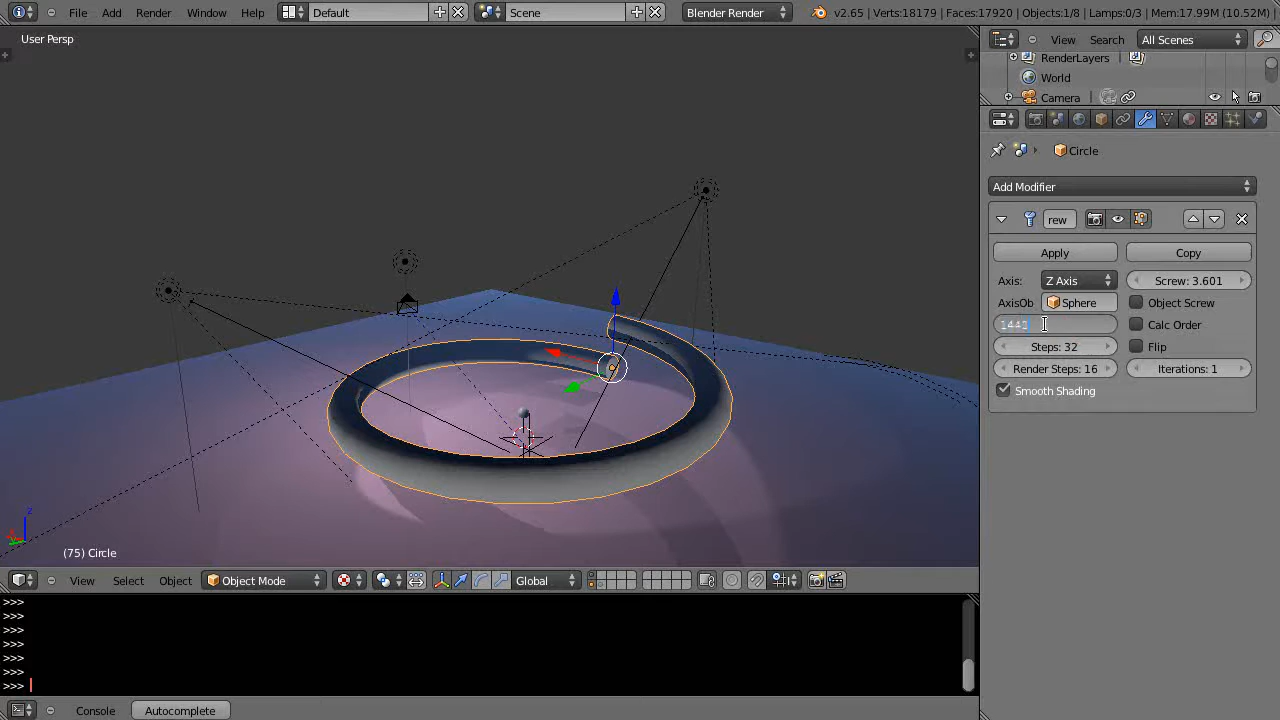 File Add Render Window Help Default Scene Blender Render v2.65 | Verts:18179 | Faces:17920 | Objects:1/8 | Lamps:0/3 | Mem:17.99M (10.52M) |
User Persp
View Search All Scenes
RenderLayers |
World
Camera |
Circle
Add Modifier
rew
Apply Copy
Axis: Z Axis Screw: 3.601
AxisOb Sphere Object Screw
Calc Order
Steps: 32 Flip
Render Steps: 16 Iterations: 1
Smooth Shading
z
(75) Circle
View Select Object Object Mode Global
>>>
>>>
>>>
>>>
>>>
>>>
>>>
Console Autocomplete